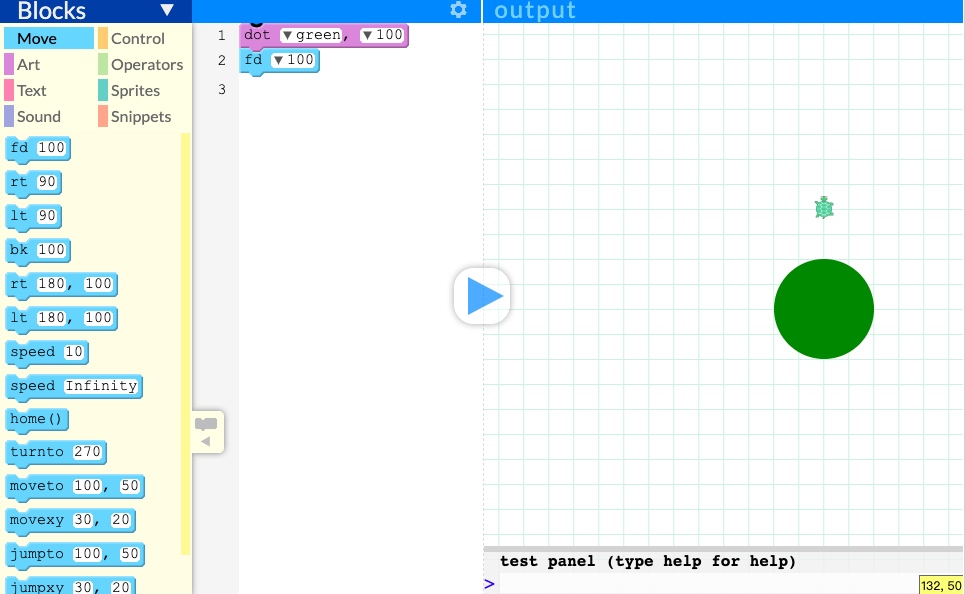 Blocks ▼
output
Move Control
Art Operators
Text Sprites
Sound Snippets
fd 100
rt 90
lt 90
bk 100
rt 180, 100
lt 180, 100
speed 10
speed Infinity
home()
turnto 270
moveto 100, 50
movexy 30, 20
jumpto 100, 50
jumpxy 30, 20
1 dot ▼green, ▼100
2 fd ▼100
3
test panel (type help for help)
>
132, 50